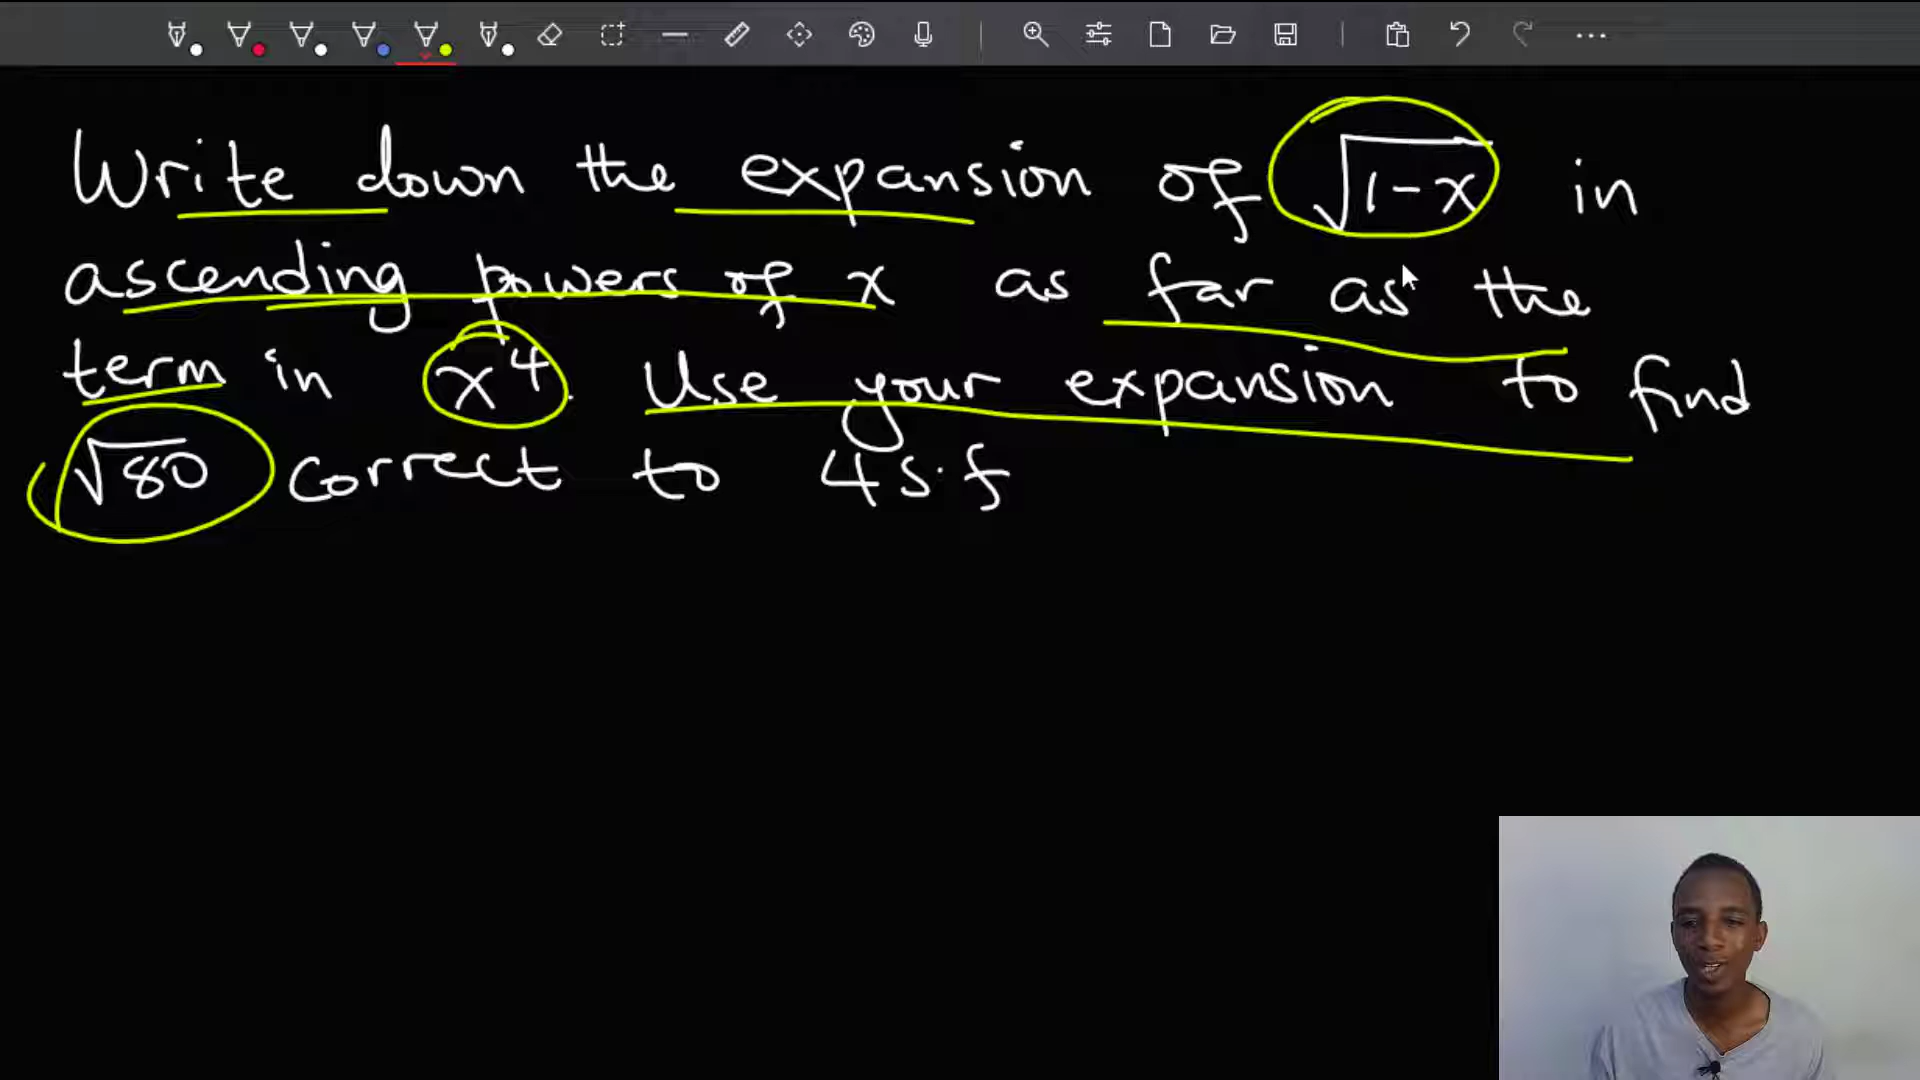 Write down the expansion of √1-x in
ascending powers of x as far as the
term in x⁴. Use your expansion to find
√80 correct to 4 s.f